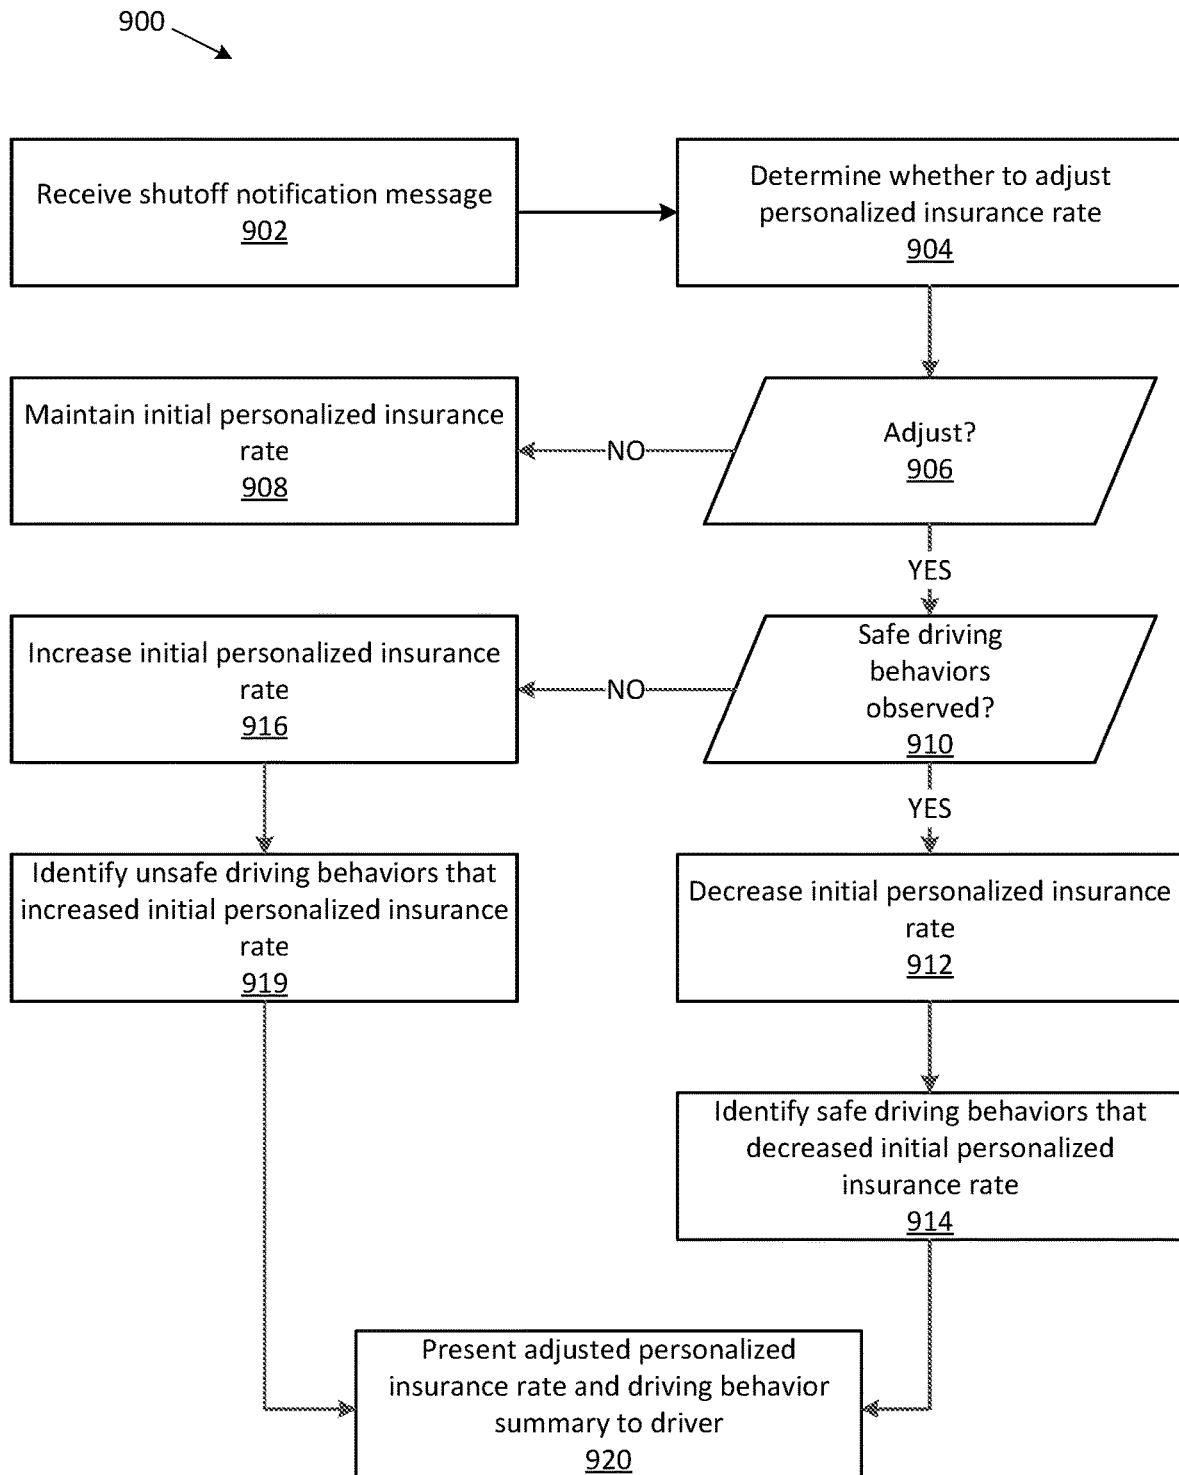 900
Receive shutoff notification message
902
Determine whether to adjust
personalized insurance rate
904
Maintain initial personalized insurance
rate
908
NO
Adjust?
906
YES
Increase initial personalized insurance
rate
916
NO
Safe driving
behaviors
observed?
910
YES
Identify unsafe driving behaviors that
increased initial personalized insurance
rate
919
Decrease initial personalized insurance
rate
912
Identify safe driving behaviors that
decreased initial personalized
insurance rate
914
Present adjusted personalized
insurance rate and driving behavior
summary to driver
920